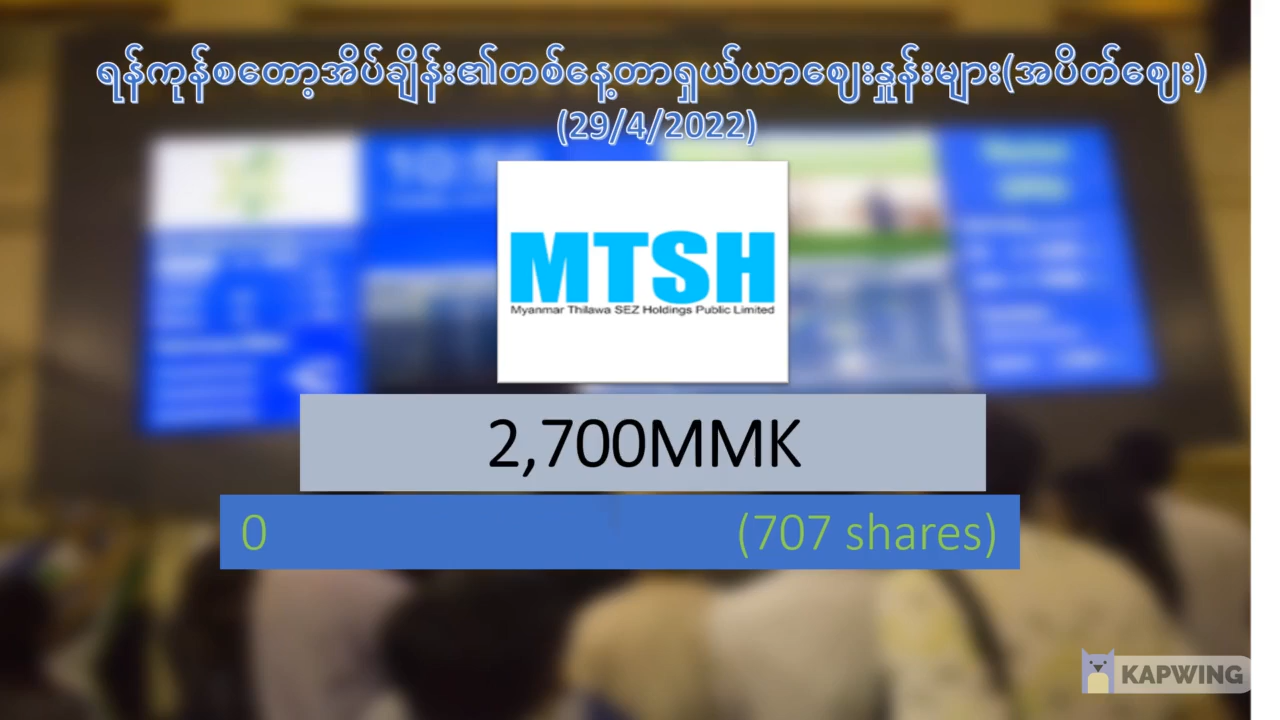 ရန်ကုန်စတော့အိပ်ချိန်း၏တစ်နေ့တာရှယ်ယာဈေးနှုန်းများ(အပိတ်ဈေး)
(29/4/2022)
MTSH
Myanmar Thilawa SEZ Holdings Public Limited
2,700MMK
0 (707 shares)
KAPWING